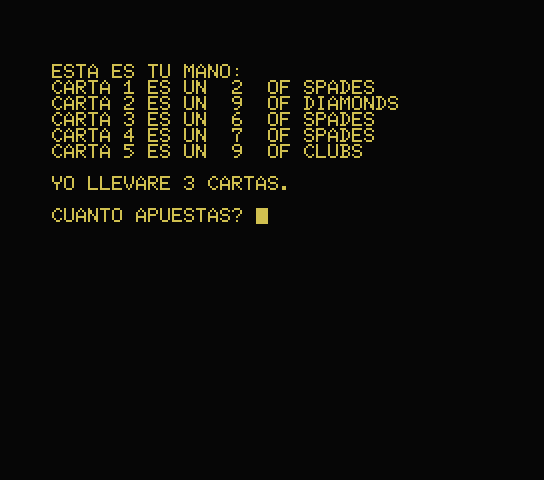 ESTA ES TU MANO:
CARTA 1 ES UN 2 OF SPADES
CARTA 2 ES UN 9 OF DIAMONDS
CARTA 3 ES UN 6 OF SPADES
CARTA 4 ES UN 7 OF SPADES
CARTA 5 ES UN 9 OF CLUBS
YO LLEVARE 3 CARTAS.
CUANTO APUESTAS?